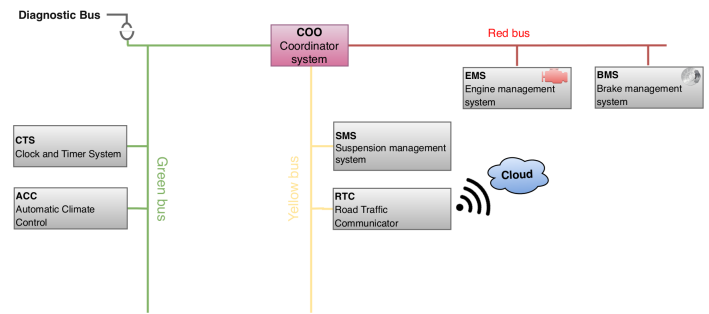 Diagnostic Bus
COO
Coordinator
system
Red bus
EMS
Engine management
system
BMS
Brake management
system
CTS
Clock and Timer System
SMS
Suspension management
system
Green bus
Yellow bus
ACC
Automatic Climate
Control
RTC
Road Traffic
Communicator
Cloud